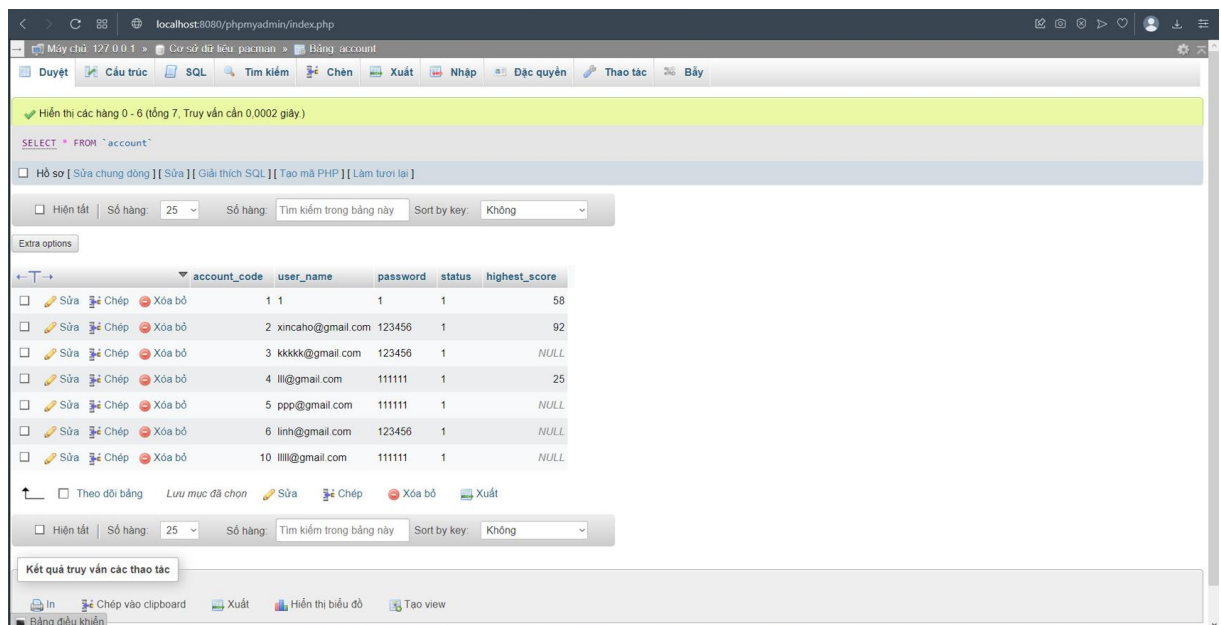 localhost:8080/phpmyadmin/index.php
Máy chủ: 127.0.0.1 » Cơ sở dữ liệu: pacman » Bảng: account
Duyệt Cấu trúc SQL Tìm kiếm Chèn Xuất Nhập Đặc quyền Thao tác Bẫy
Hiển thị các hàng 0 - 6 (tổng 7, Truy vấn cần 0,0002 giây.)
SELECT * FROM `account`
Hồ sơ [ Sửa chung dòng ] [ Sửa ] [ Giải thích SQL ] [ Tạo mã PHP ] [ Làm tươi lại ]
Hiện tất | Số hàng: 25 Số hàng: Tìm kiếm trong bảng này Sort by key: Không
Extra options
account_code user_name password status highest_score
Sửa Chép Xóa bỏ 1 1 1 1 58
Sửa Chép Xóa bỏ 2 xincaho@gmail.com 123456 1 92
Sửa Chép Xóa bỏ 3 kkkkk@gmail.com 123456 1 NULL
Sửa Chép Xóa bỏ 4 lll@gmail.com 111111 1 25
Sửa Chép Xóa bỏ 5 ppp@gmail.com 111111 1 NULL
Sửa Chép Xóa bỏ 6 linh@gmail.com 123456 1 NULL
Sửa Chép Xóa bỏ 10 lllll@gmail.com 111111 1 NULL
Theo dõi bảng Lưu mục đã chọn Sửa Chép Xóa bỏ Xuất
Hiện tất | Số hàng: 25 Số hàng: Tìm kiếm trong bảng này Sort by key: Không
Kết quả truy vấn các thao tác
In Chép vào clipboard Xuất Hiển thị biểu đồ Tạo view
Bảng điều khiển